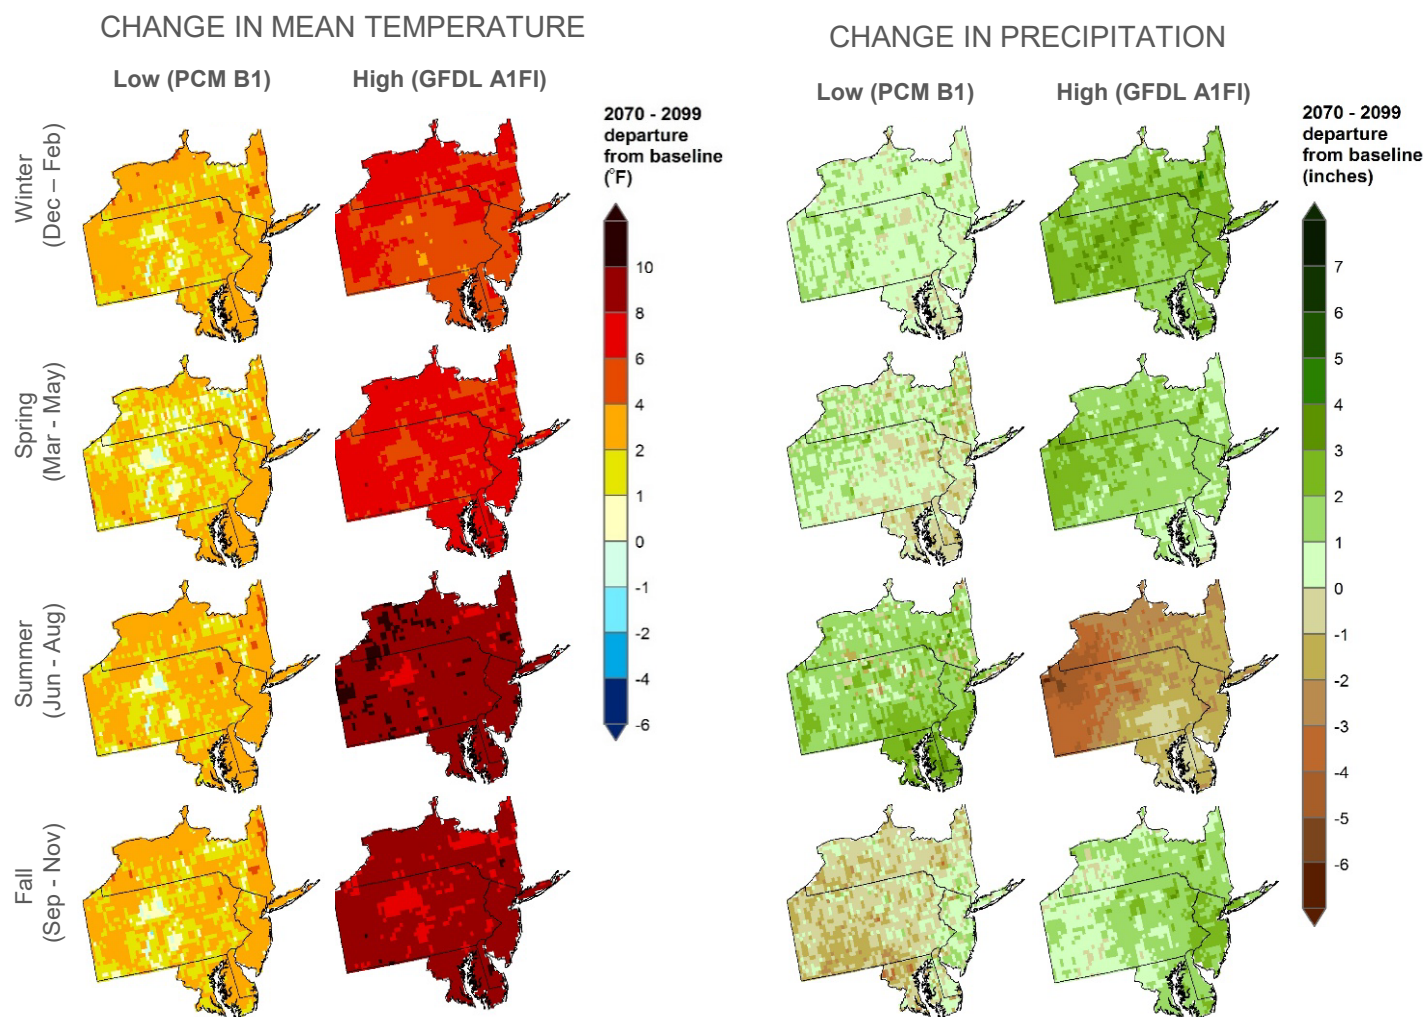 CHANGE IN MEAN TEMPERATURE
Low (PCM B1)
High (GFDL A1FI)
2070 - 2099
departure
from baseline
(°F)
10
8
6
4
2
1
0
-1
-2
-4
-6
CHANGE IN PRECIPITATION
Low (PCM B1)
High (GFDL A1FI)
2070 - 2099
departure
from baseline
(inches)
7
6
5
4
3
2
1
0
-1
-2
-3
-4
-5
-6
Winter
(Dec – Feb)
Spring
(Mar - May)
Summer
(Jun - Aug)
Fall
(Sep - Nov)